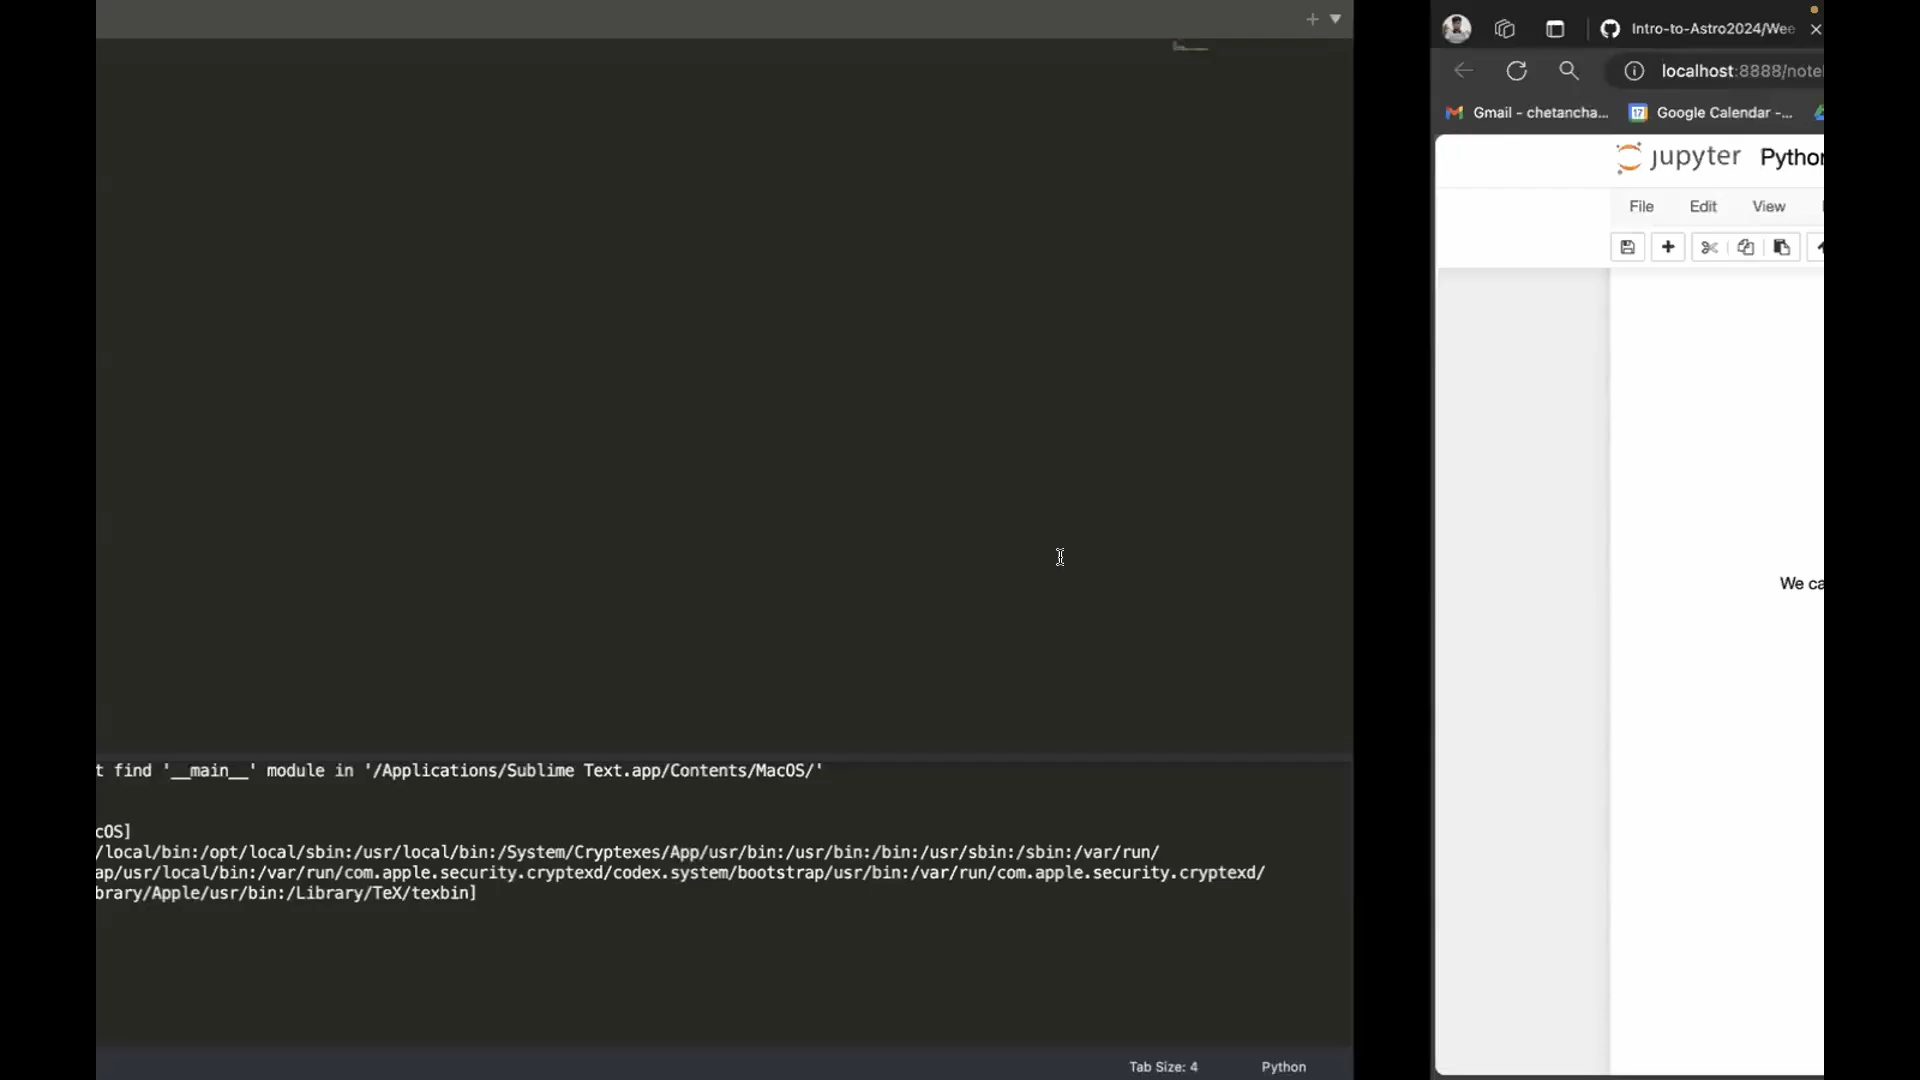 t find '__main__' module in '/Applications/Sublime Text.app/Contents/MacOS/'
cOS]
/local/bin:/opt/local/sbin:/usr/local/bin:/System/Cryptexes/App/usr/bin:/usr/bin:/bin:/usr/sbin:/sbin:/var/run/
ap/usr/local/bin:/var/run/com.apple.security.cryptexd/codex.system/bootstrap/usr/bin:/var/run/com.apple.security.cryptexd/
brary/Apple/usr/bin:/Library/TeX/texbin]
Tab Size: 4 Python
Intro-to-Astro2024/Wee
localhost:8888/note
Gmail - chetancha... 17 Google Calendar -...
jupyter Python
File Edit View
We ca